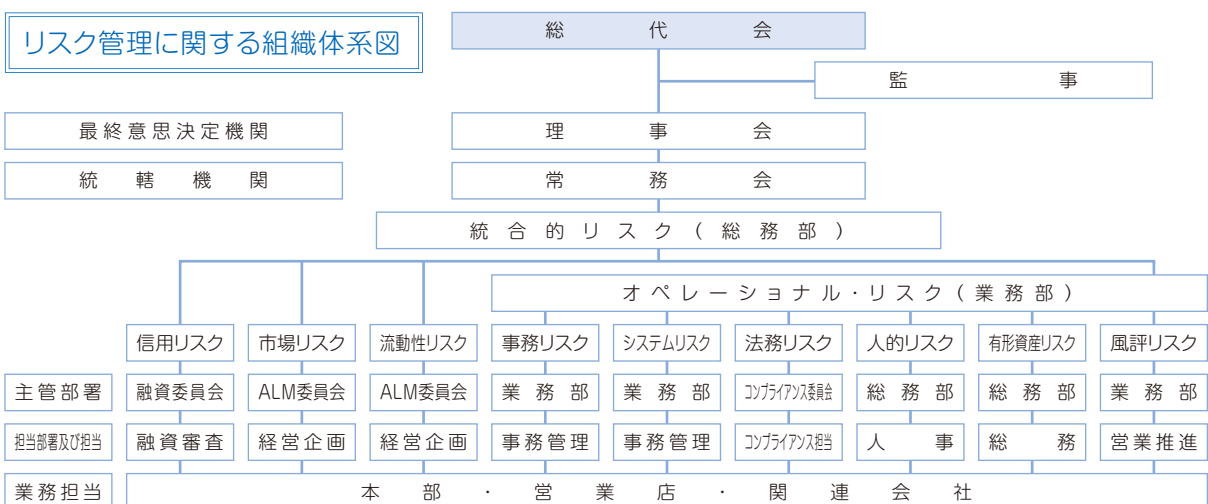 リスク管理に関する組織体系図
総代会
監事
最終意思決定機関 理事会
統轄機関 常務会
統合的リスク(総務部)
オペレーショナル・リスク(業務部)
信用リスク 市場リスク 流動性リスク 事務リスク システムリスク 法務リスク 人的リスク 有形資産リスク 風評リスク
主管部署 融資委員会 ALM委員会 ALM委員会 業務部 業務部 コンプライアンス委員会 総務部 総務部 業務部
担当部署及び担当 融資審査 経営企画 経営企画 事務管理 事務管理 コンプライアンス担当 人事 総務 営業推進
業務担当 本部・営業店・関連会社